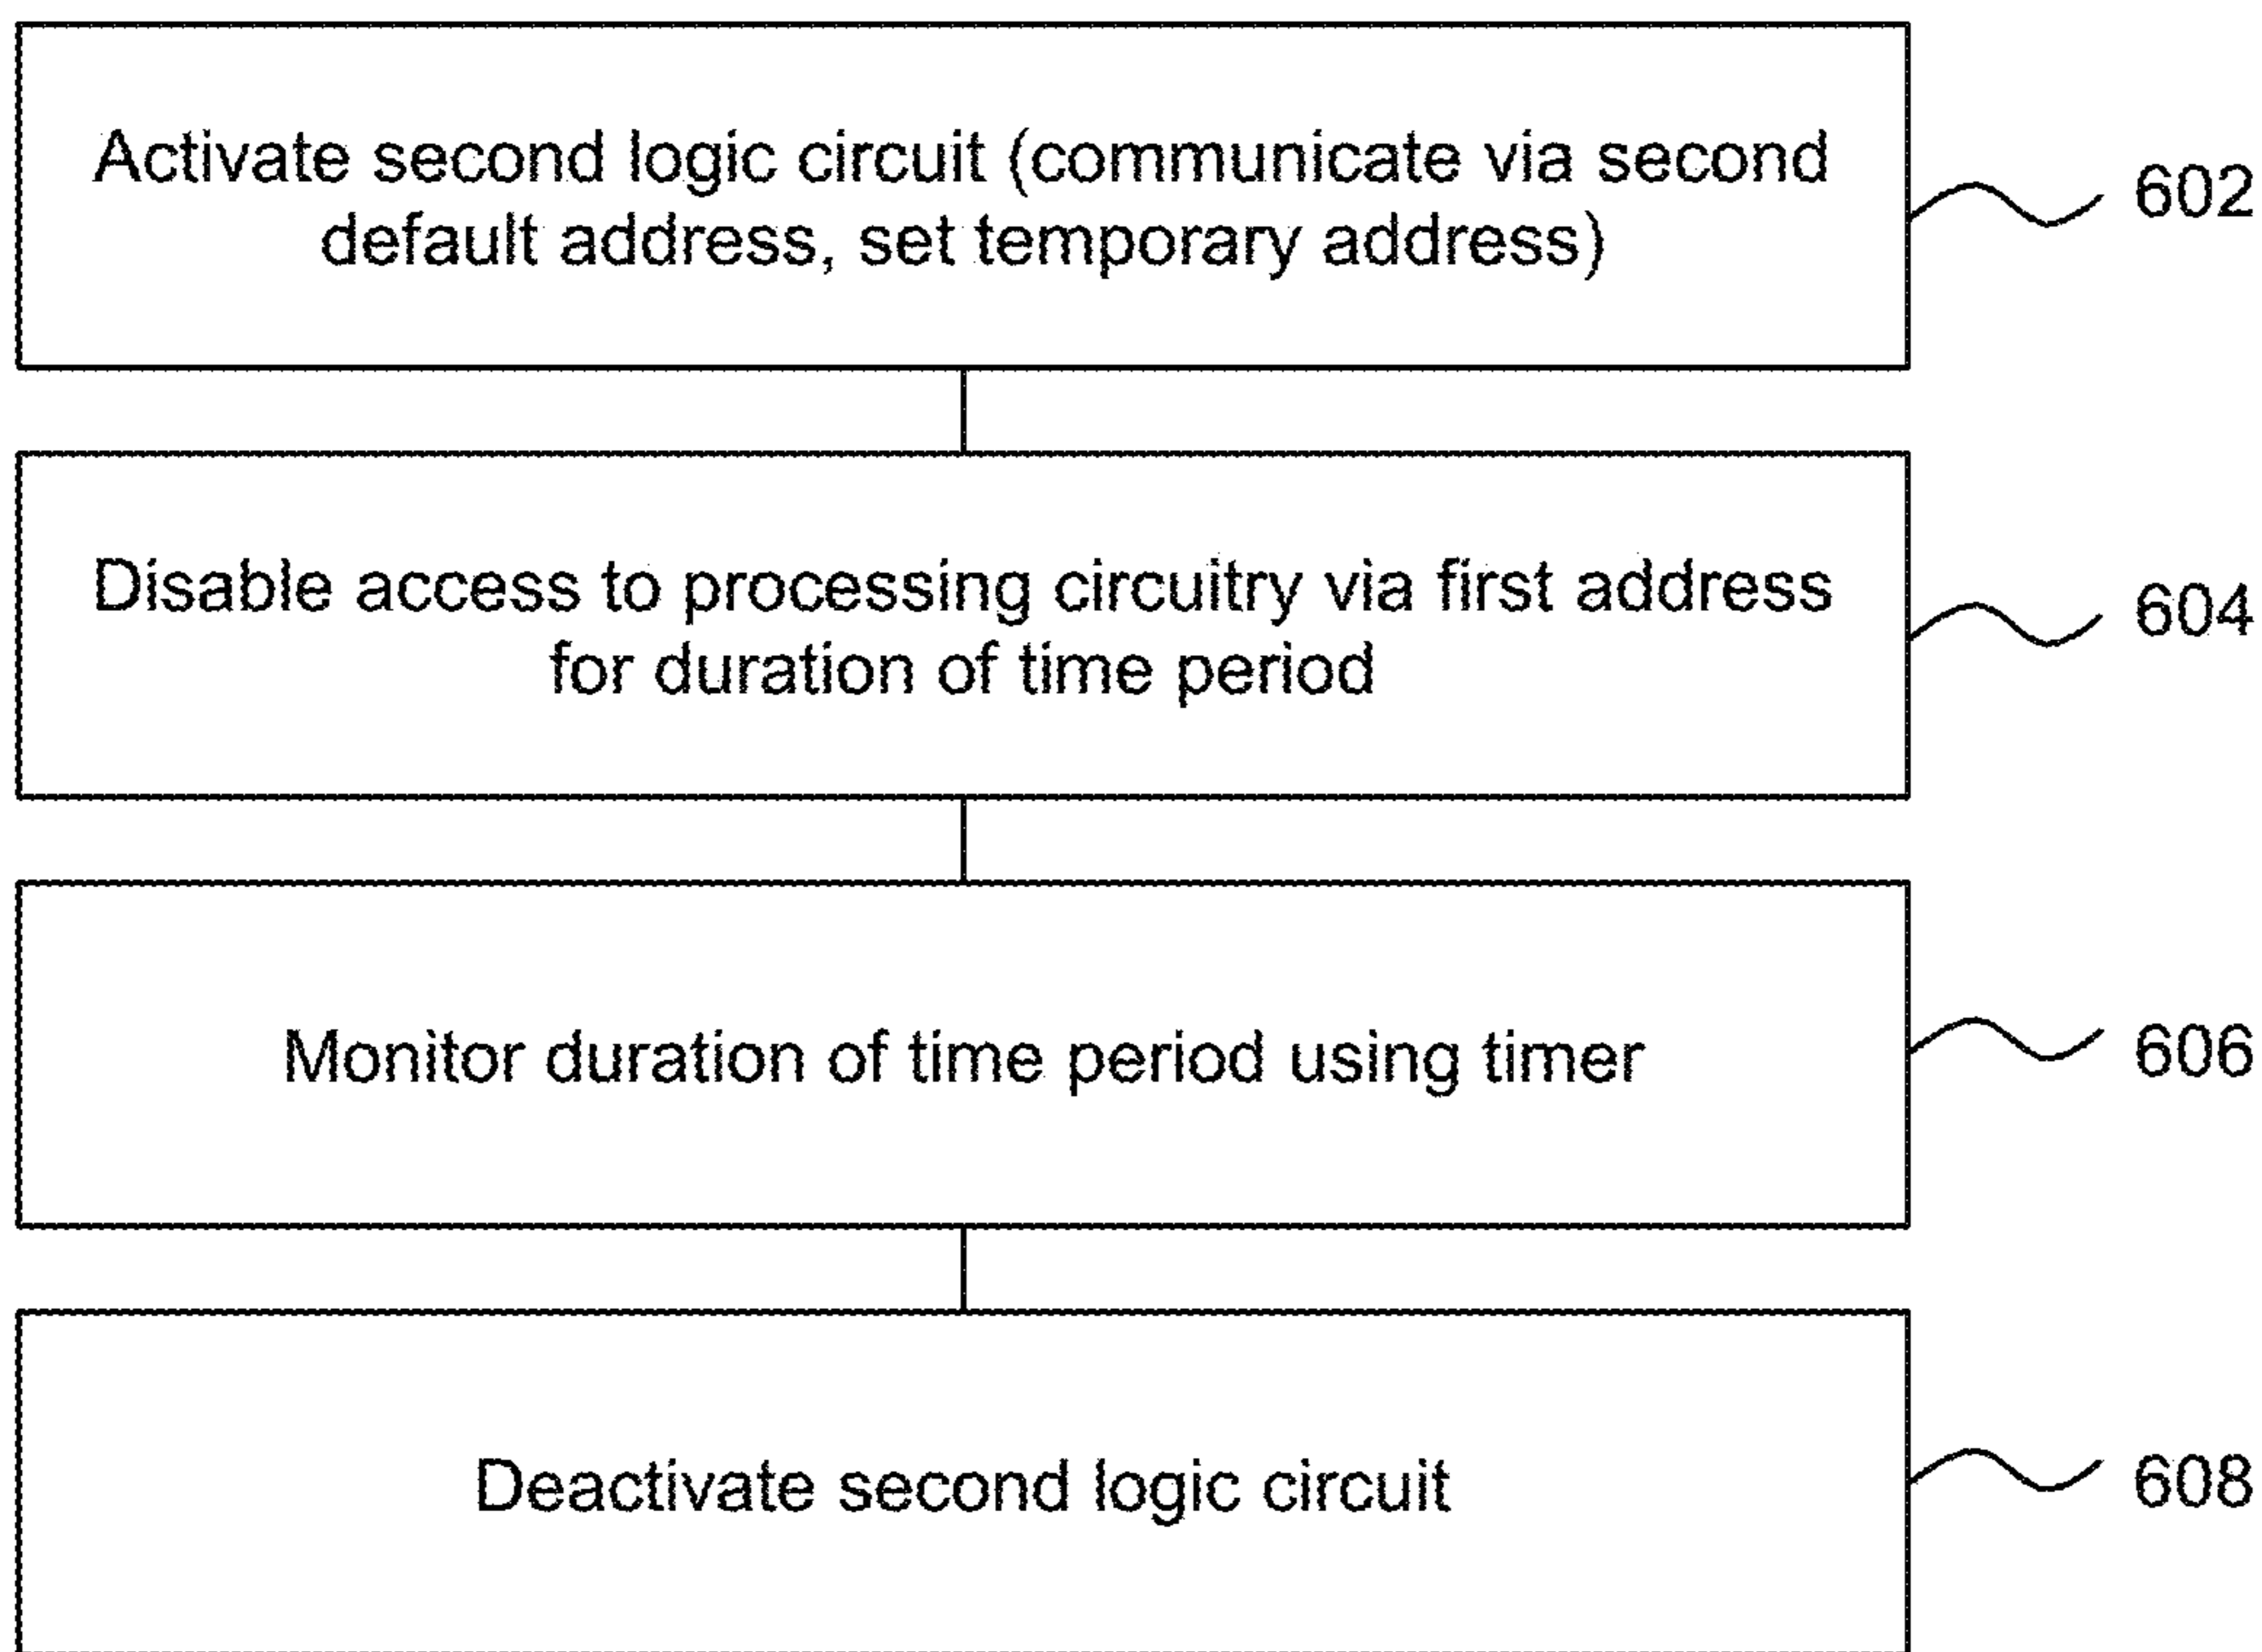 Activate second logic circuit (communicate via second
default address, set temporary address)
602
Disable access to processing circuitry via first address
for duration of time period
604
Monitor duration of time period using timer
606
Deactivate second logic circuit
608